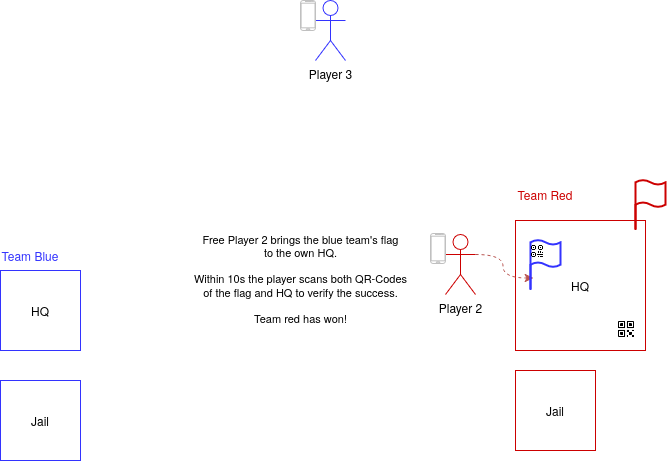 Player 3
Team Red
Free Player 2 brings the blue team's flag
to the own HQ.
Within 10s the player scans both QR-Codes
of the flag and HQ to verify the success.
Team red has won!
Team Blue
HQ
Player 2
HQ
Jail
Jail